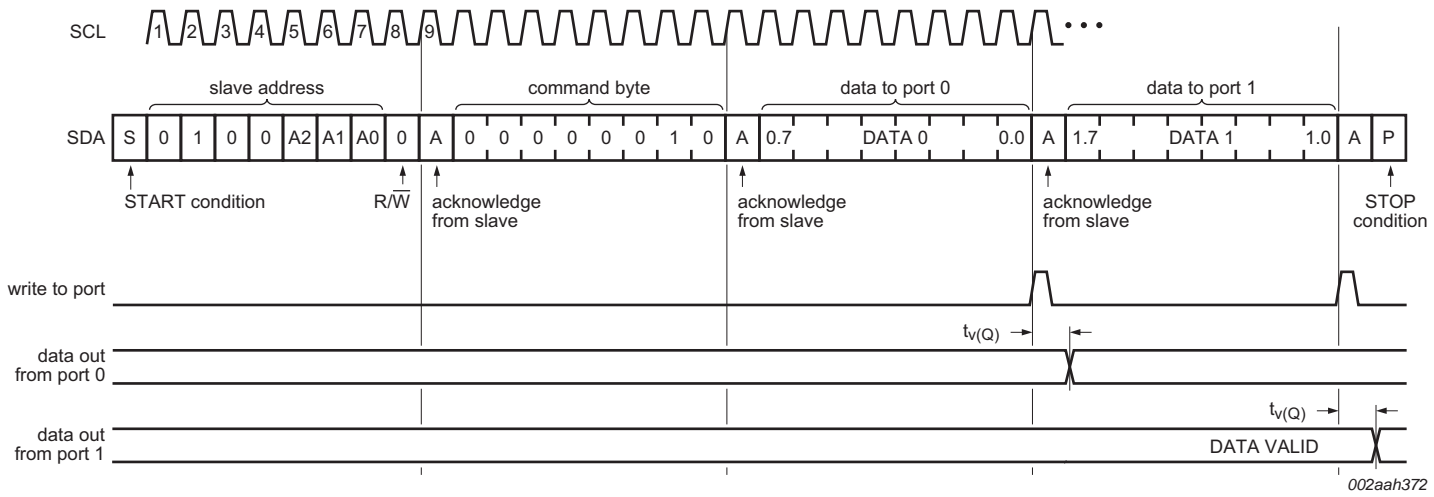 SCL 1 2 3 4 5 6 7 8 9
slave address command byte data to port 0 data to port 1
SDA S 0 1 0 0 A2 A1 A0 0 A 0 0 0 0 0 0 1 0 A 0.7 DATA 0 0.0 A 1.7 DATA 1 1.0 A P
START condition R/W̅ acknowledge acknowledge acknowledge STOP
from slave from slave from slave condition
write to port
tv(Q)
data out
from port 0
tv(Q)
data out
from port 1 DATA VALID
002aah372